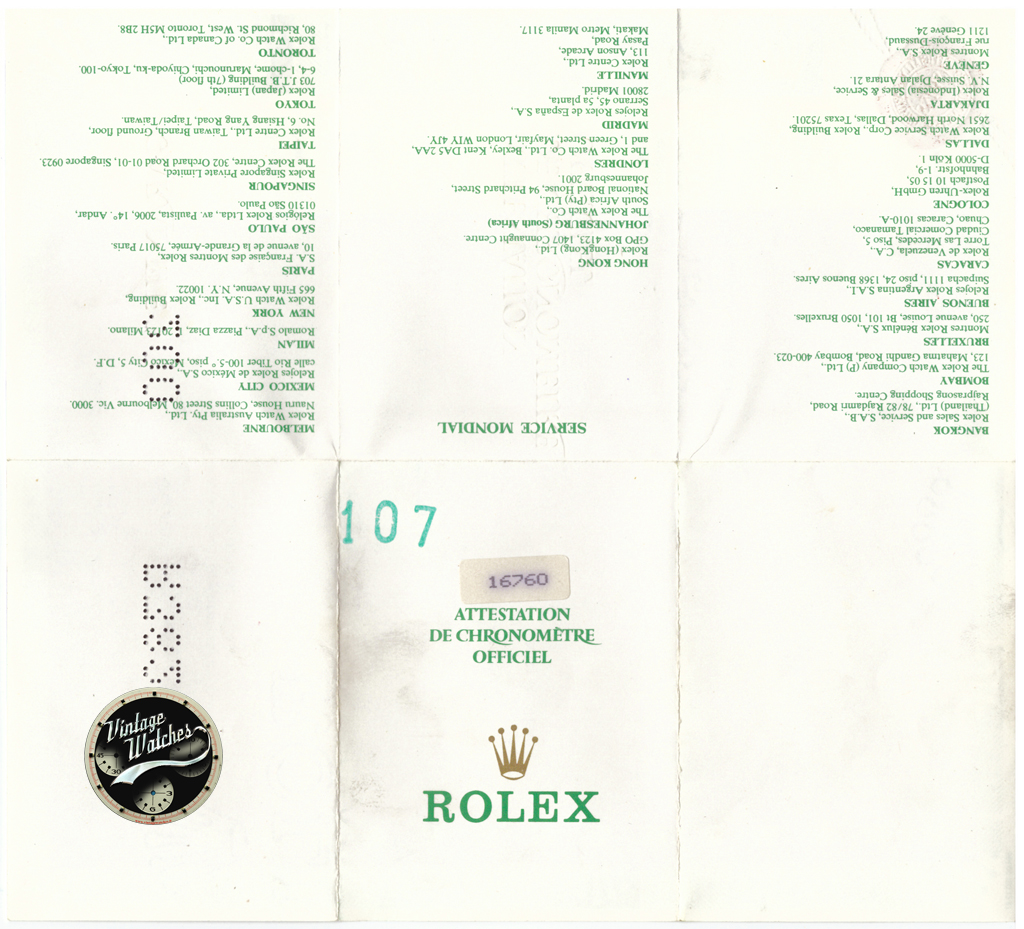 SERVICE MONDIAL
BANGKOK
Rolex Sales and Service, S.A.B.,
(Thailand) Ltd., 78/82 Rajdamri Road,
Raprasong Shopping Centre.
BOMBAY
The Rolex Watch Company (P) Ltd.,
123, Mahatma Gandhi Road, Bombay 400-023.
BRUXELLES
Montres Rolex Bénélux S.A.,
250, avenue Louise, Bt 101, 1050 Bruxelles.
BUENOS AIRES
Relojes Rolex Argentina S.A.I.,
Suipacha 1111, piso 24, 1368 Buenos Aires.
CARACAS
Rolex de Venezuela, C.A.,
Torre Las Mercedes, Piso 5,
Ciudad Comercial Tamanaco,
Chuao, Caracas 1010-A.
COLOGNE
Rolex-Uhren GmbH,
Postfach 10 15 05,
Bahnhofstr. 1-9,
D-5000 Köln 1.
DALLAS
Rolex Watch Service Corp., Rolex Building,
2651 North Harwood, Dallas, Texas 75201.
DJAKARTA
Rolex (Indonesia) Sales & Service,
N.V. Suisse, Djalan Antara 21.
GENÈVE
Montres Rolex S.A.,
rue François-Dussaud,
1211 Genève 24.
HONG KONG
Rolex (HongKong) Ltd.,
GPO Box 4123, 1407 Connaught Centre.
JOHANNESBURG (South Africa)
The Rolex Watch Co.,
South Africa (Pty) Ltd.,
National Board House, 94 Pritchard Street,
Johannesburg 2001.
LONDRES
The Rolex Watch Co. Ltd., Bexley, Kent DA5 2AA,
and 1, Green Street, Mayfair, London W1Y 4JY.
MADRID
Relojes Rolex de España S.A.,
Serrano 45, 5a planta,
28001 Madrid.
MANILLE
Rolex Centre Ltd.,
113, Anson Arcade,
Pasay Road,
Makati, Metro Manila 3117.
MELBOURNE
Rolex Watch Australia Pty. Ltd.,
Nauru House, Collins Street 80, Melbourne Vic. 3000.
MEXICO CITY
Relojes Rolex de México S.A.,
calle Rio Tiber 100-5.° piso, México City 5, D.F.
MILAN
Romalo S.p.A., Piazza Diaz, 1, 20123 Milano.
NEW YORK
Rolex Watch U.S.A. Inc., Rolex Building,
665 Fifth Avenue, N.Y. 10022.
PARIS
S.A. Française des Montres Rolex,
10, avenue de la Grande-Armée, 75017 Paris.
SÃO PAULO
Relógios Rolex Ltda., av. Paulista, 2006, 14°. Andar,
01310 São Paulo.
SINGAPOUR
Rolex Singapore Private Limited,
The Rolex Centre, 302 Orchard Road 01-01, Singapore 0923.
TAIPEI
Rolex Centre Ltd., Taiwan Branch, Ground floor,
No. 6, Hsiang Yang Road, Taipei/Taiwan.
TOKYO
Rolex (Japan) Limited,
703 J.T.B. Building (7th floor)
6-4, 1-chome, Marunouchi, Chiyoda-ku, Tokyo-100.
TORONTO
Rolex Watch Co. of Canada Ltd.,
80, Richmond St. West, Toronto M5H 2B8.
107
16760
ATTESTATION
DE CHRONOMÈTRE
OFFICIEL
ROLEX
Vintage
Watches
45
30
3
6